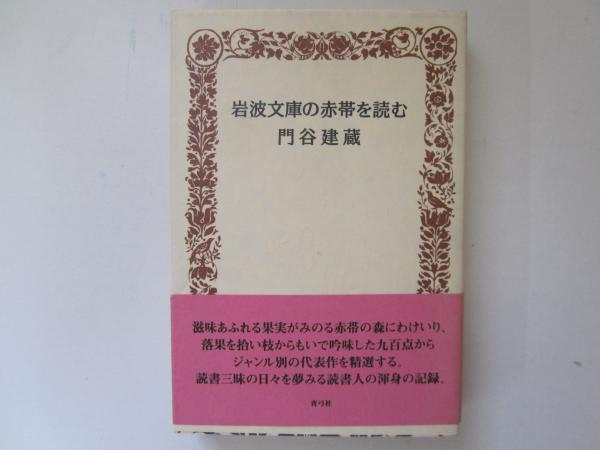 岩波文庫の赤帯を読む
門谷建蔵
滋味あふれる果実がみのる赤帯の森にわけいり、
落果を拾い枝からもいで吟味した九百点から
ジャンル別の代表作を精選する。
読書三昧の日々を夢みる読書人の渾身の記録。
青弓社